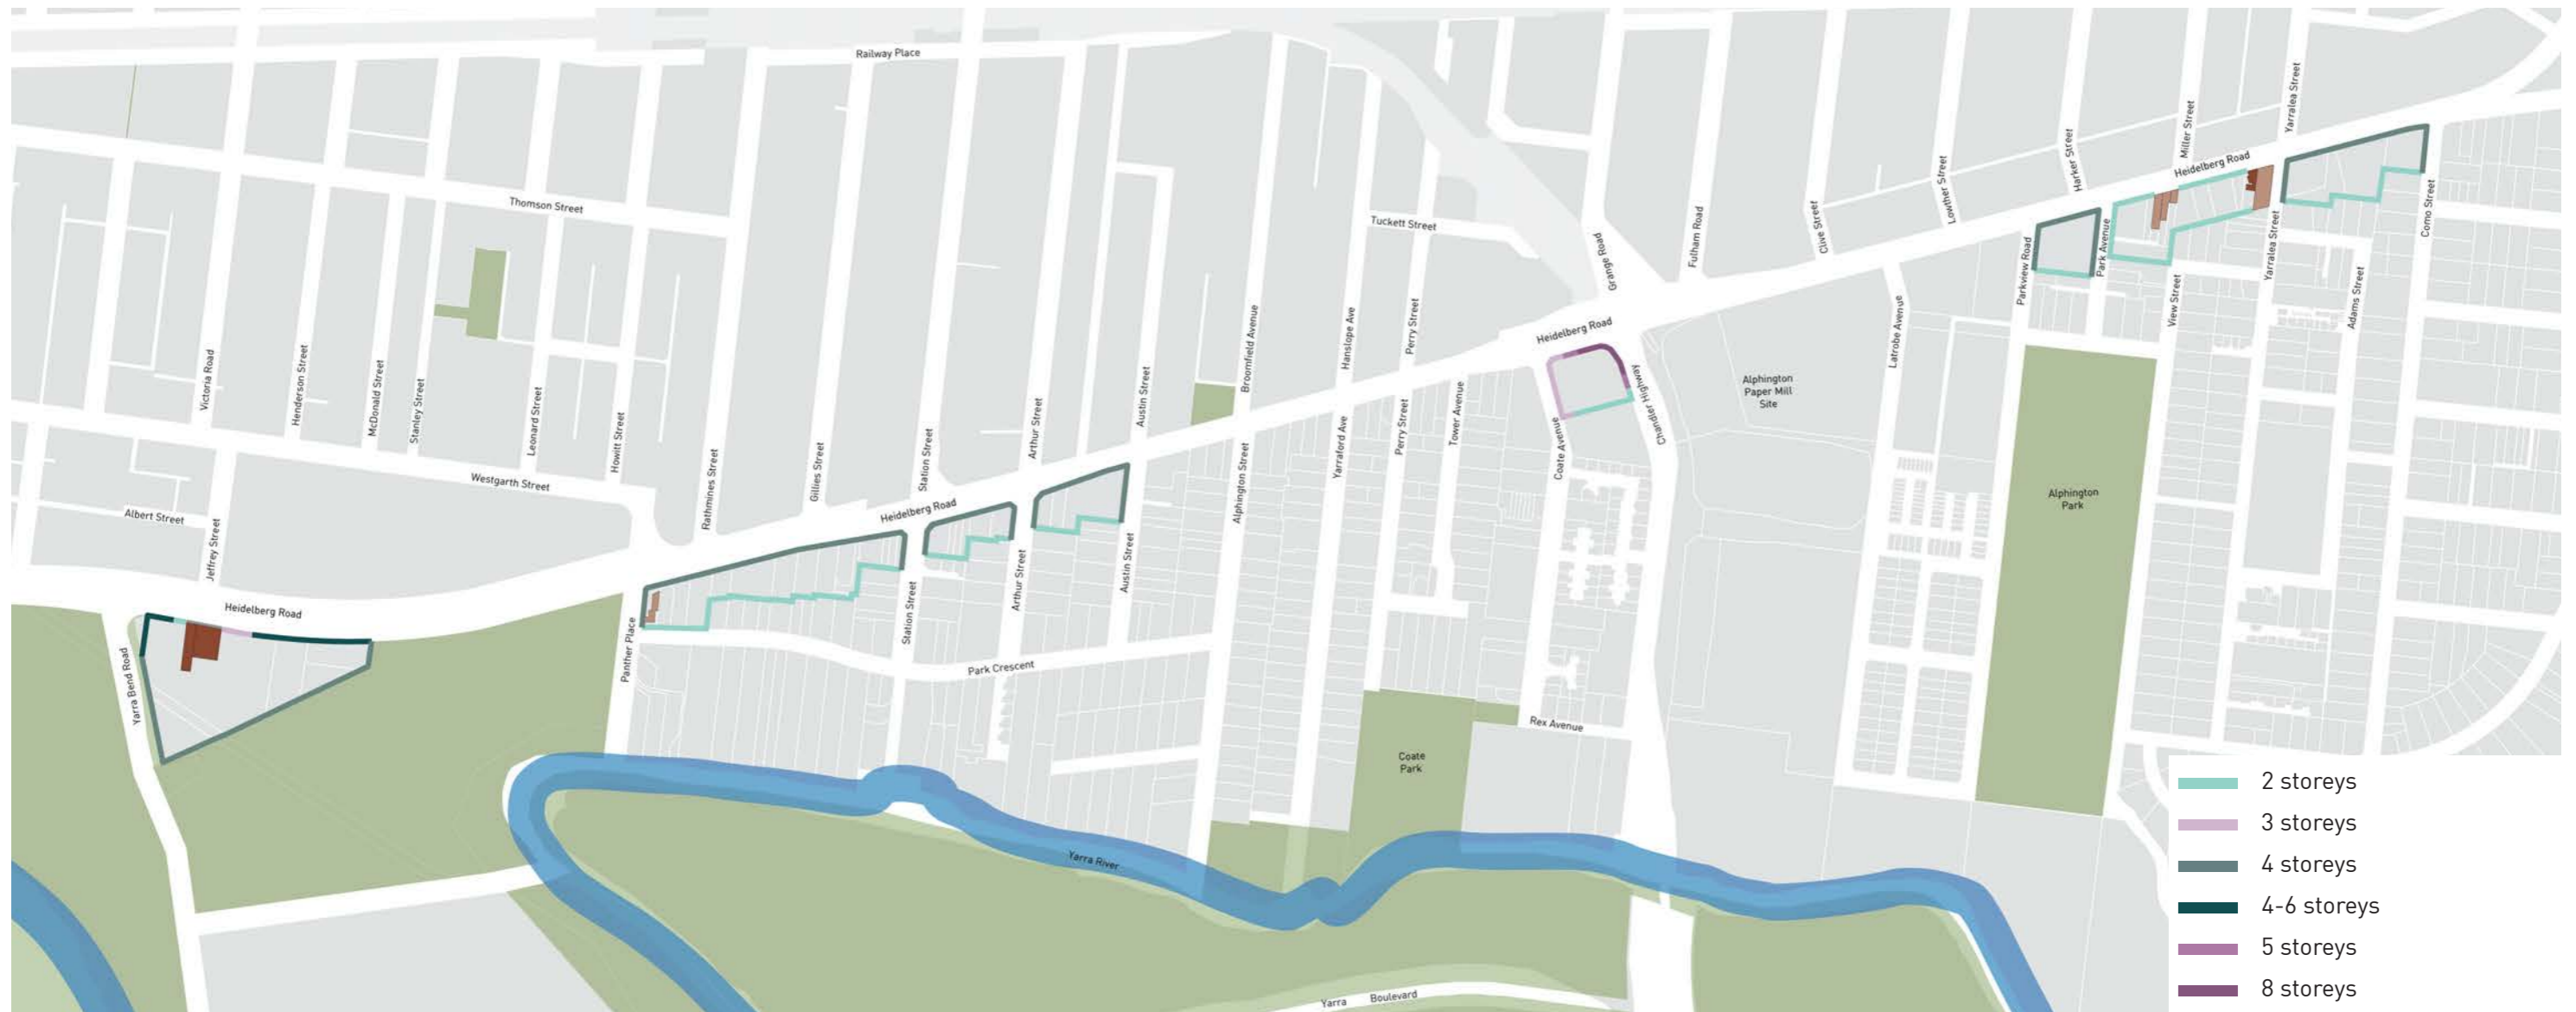 Railway Place
Thomson Street
Tuckett Street
Victoria Road
Henderson Street
McDonald Street
Stanley Street
Leonard Street
Howitt Street
Westgarth Street
Albert Street
Jeffrey Street
Heidelberg Road
Yarra Bend Road
Rathmines Street
Gillies Street
Station Street
Heidelberg Road
Arthur Street
Austin Street
Broomfield Avenue
Hanslope Ave
Perry Street
Grange Road
Fulham Road
Clive Street
Lowther Street
Harker Street
Miller Street
Yarralea Street
Heidelberg Road
Heidelberg Road
Panther Place
Station Street
Arthur Street
Austin Street
Park Crescent
Alphington Street
Yarraford Ave
Perry Street
Tower Avenue
Coate Avenue
Chandler Highway
Alphington
Paper Mill
Site
Latrobe Avenue
Parkview Road
Park Avenue
View Street
Yarralea Street
Adams Street
Como Street
Alphington
Park
Rex Avenue
Coate
Park
Yarra River
Yarra Boulevard
2 storeys
3 storeys
4 storeys
4-6 storeys
5 storeys
8 storeys